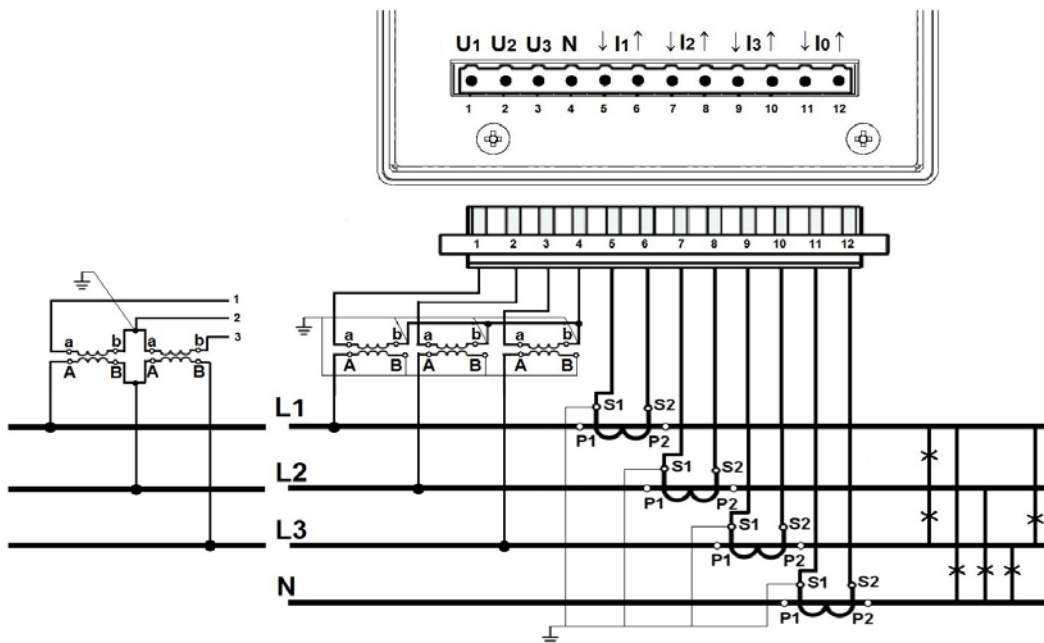 U1 U2 U3 N ↓ I1 ↑ ↓ I2 ↑ ↓ I3 ↑ ↓ I0 ↑
1 2 3 4 5 6 7 8 9 10 11 12
1 2 3 4 5 6 7 8 9 10 11 12
1
2
3
a b a b
A B A B
a b a b a b
A B A B A B
L1
S1 S2
P1 P2
L2
S1 S2
P1 P2
L3
S1 S2
P1 P2
N
S1 S2
P1 P2